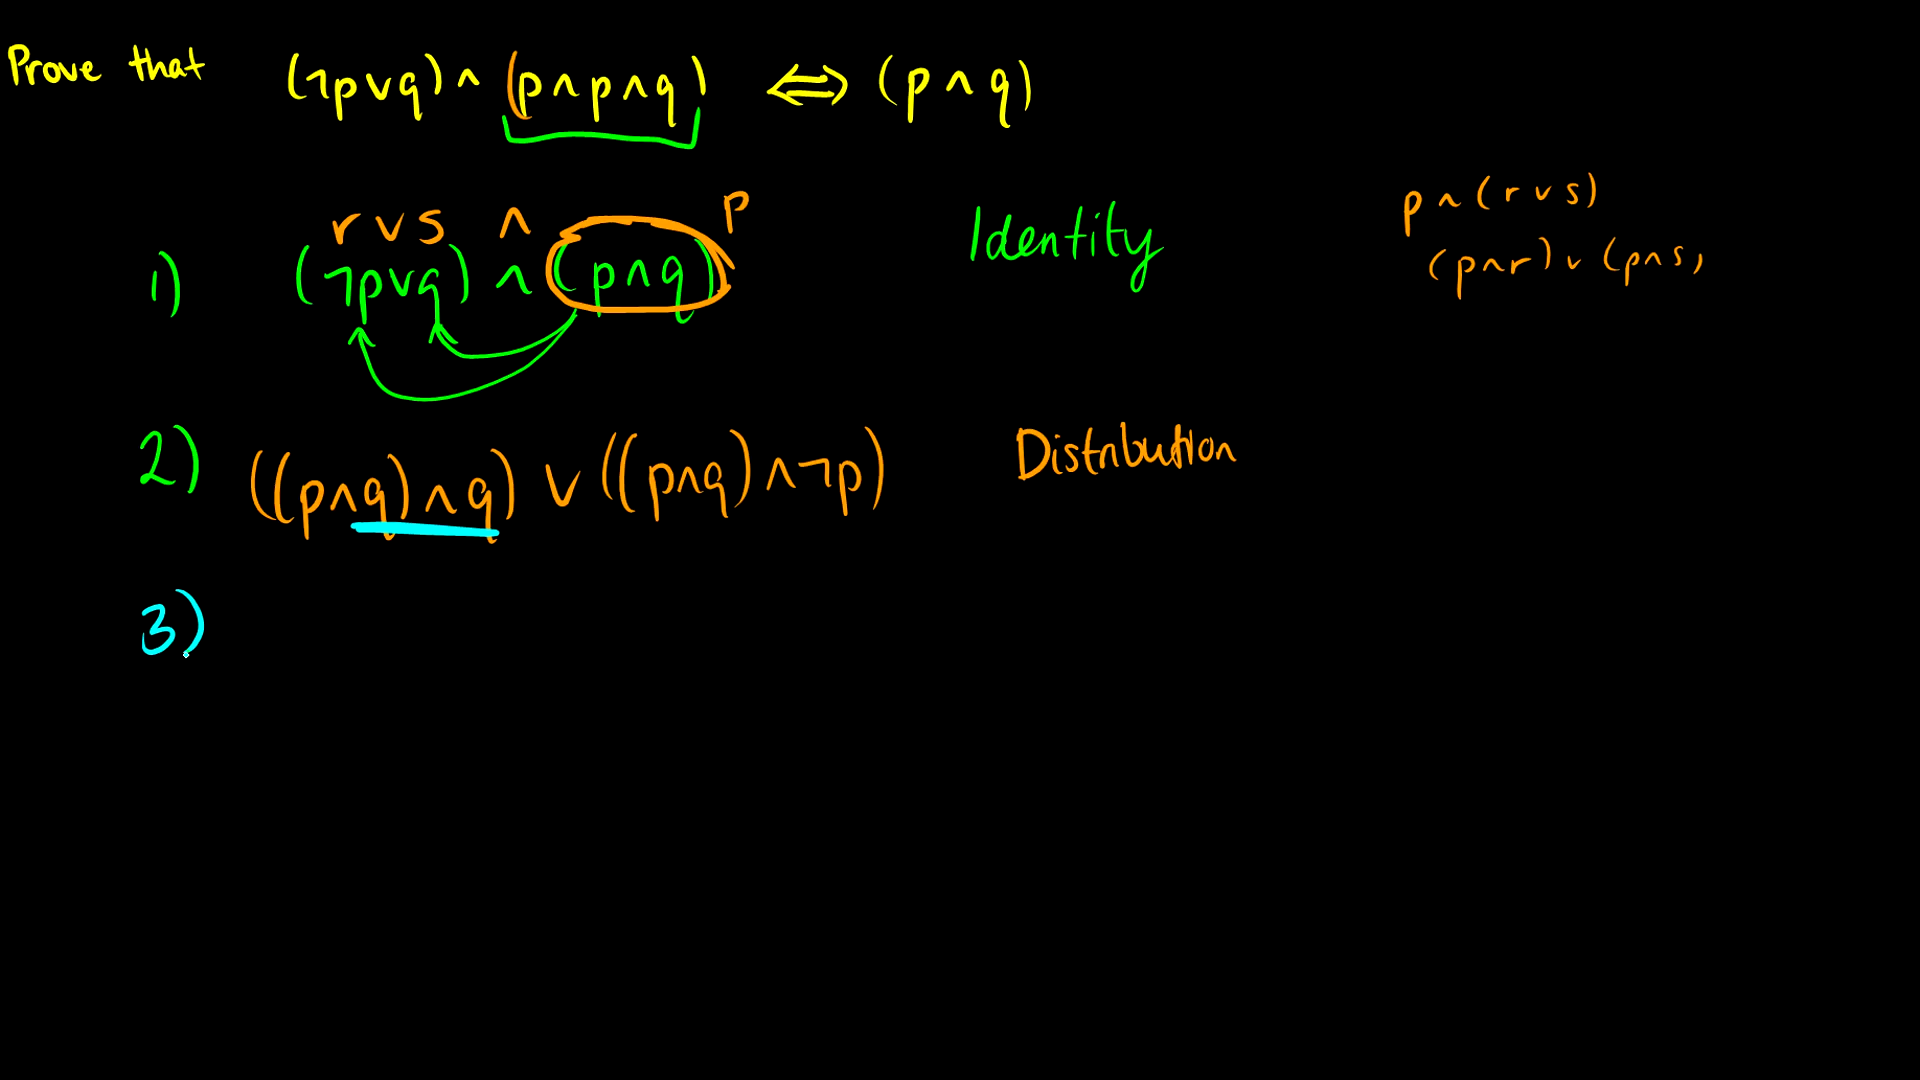 Prove that (¬p∨q)∧(p∧p∧q) ⟺ (p∧q)
r∨s ∧ p
1) (¬p∨q)∧(p∧q) Identity
p∧(r∨s)
(p∧r)∨(p∧s)
2) ((p∧q)∧q)∨((p∧q)∧¬p) Distribution
3)